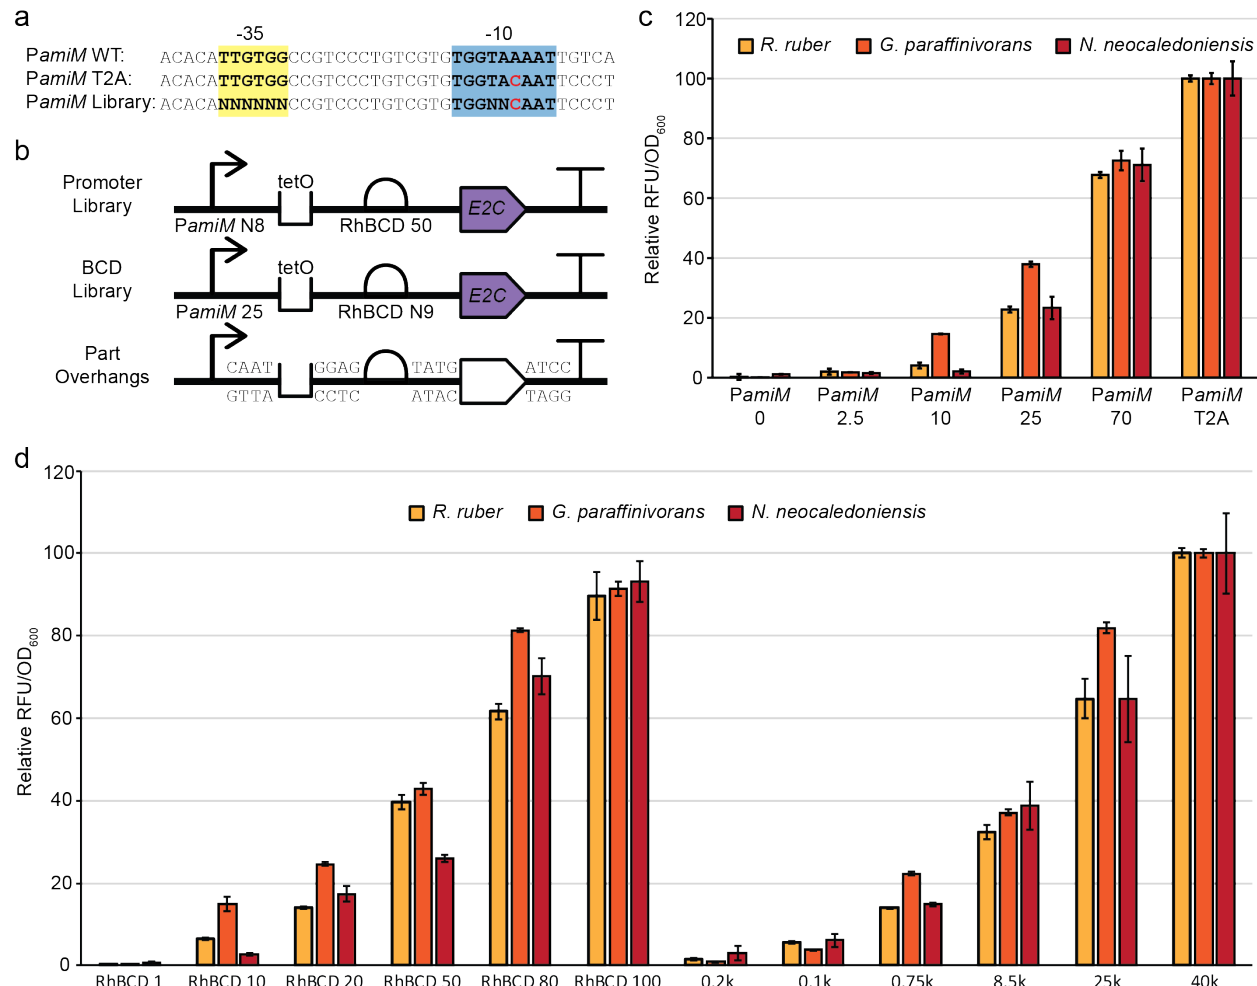 a
-35 -10
PamiM WT: ACACATTGTGGCCGTCCCTGTCGTGTGGTAAAATTGTCA
PamiM T2A: ACACATTGTGGCCGTCCCTGTCGTGTGGTACAATTCCCT
PamiM Library: ACACANNNNNNCCGTCCCTGTCGTGTGGNNCAATTCCCT
b
Promoter
Library
tetO
E2C
PamiM N8 RhBCD 50
BCD
Library
tetO
E2C
PamiM 25 RhBCD N9
Part
Overhangs
CAAT GGAG TATG ATCC
GTTA CCTC ATAC TAGG
c
Relative RFU/OD600
120
100
80
60
40
20
0
R. ruber G. paraffinivorans N. neocaledoniensis
PamiM 0
PamiM 2.5
PamiM 10
PamiM 25
PamiM 70
PamiM T2A
d
Relative RFU/OD600
120
100
80
60
40
20
0
R. ruber G. paraffinivorans N. neocaledoniensis
RhBCD 1 RhBCD 10 RhBCD 20 RhBCD 50 RhBCD 80 RhBCD 100 0.2k 0.1k 0.75k 8.5k 25k 40k